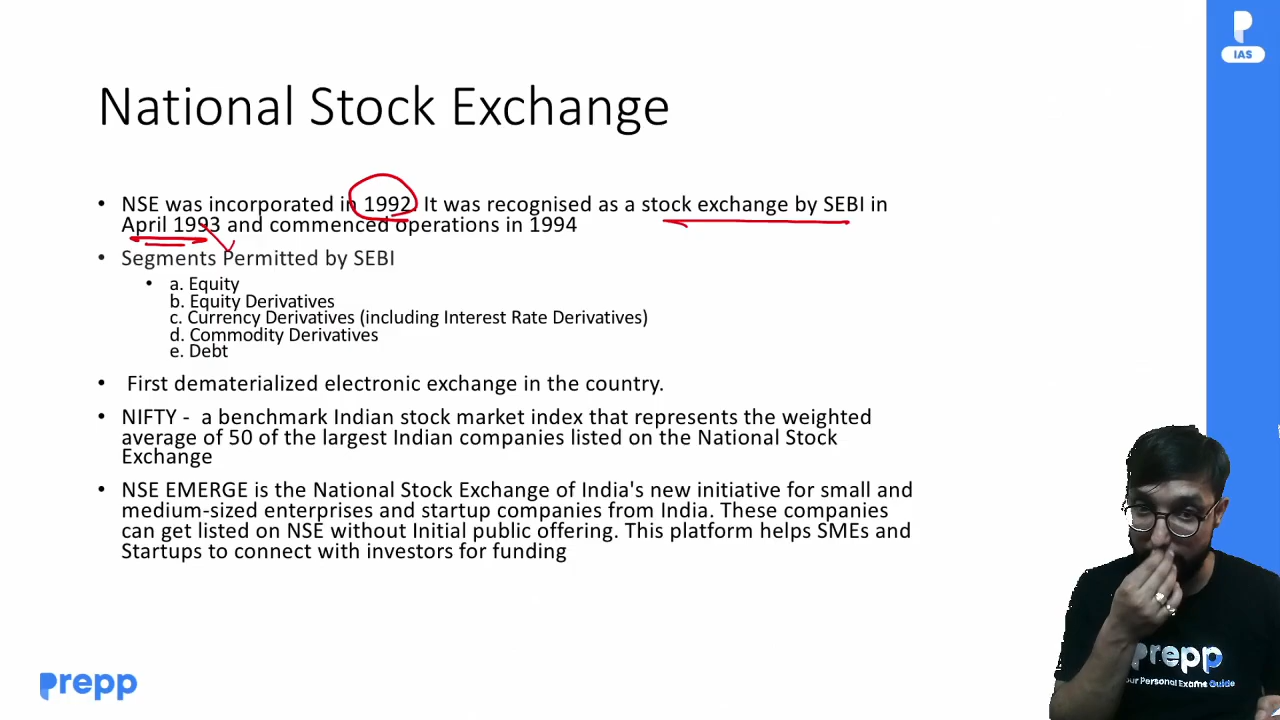 IAS
National Stock Exchange
• NSE was incorporated in 1992. It was recognised as a stock exchange by SEBI in
April 1993 and commenced operations in 1994
• Segments Permitted by SEBI
• a. Equity
b. Equity Derivatives
c. Currency Derivatives (including Interest Rate Derivatives)
d. Commodity Derivatives
e. Debt
• First dematerialized electronic exchange in the country.
• NIFTY - a benchmark Indian stock market index that represents the weighted
average of 50 of the largest Indian companies listed on the National Stock
Exchange
• NSE EMERGE is the National Stock Exchange of India's new initiative for small and
medium-sized enterprises and startup companies from India. These companies
can get listed on NSE without Initial public offering. This platform helps SMEs and
Startups to connect with investors for funding
prepp
prepp
our Personal Exams Guide